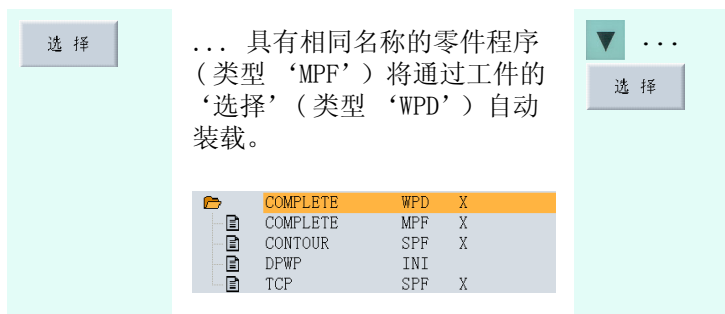 选 择
... 具有相同名称的零件程序
(类型 ‘MPF’) 将通过工件的
‘选择’(类型 ‘WPD’) 自动
装载。
COMPLETE WPD X
COMPLETE MPF X
CONTOUR SPF X
DPWP INI
TCP SPF X
...
选 择